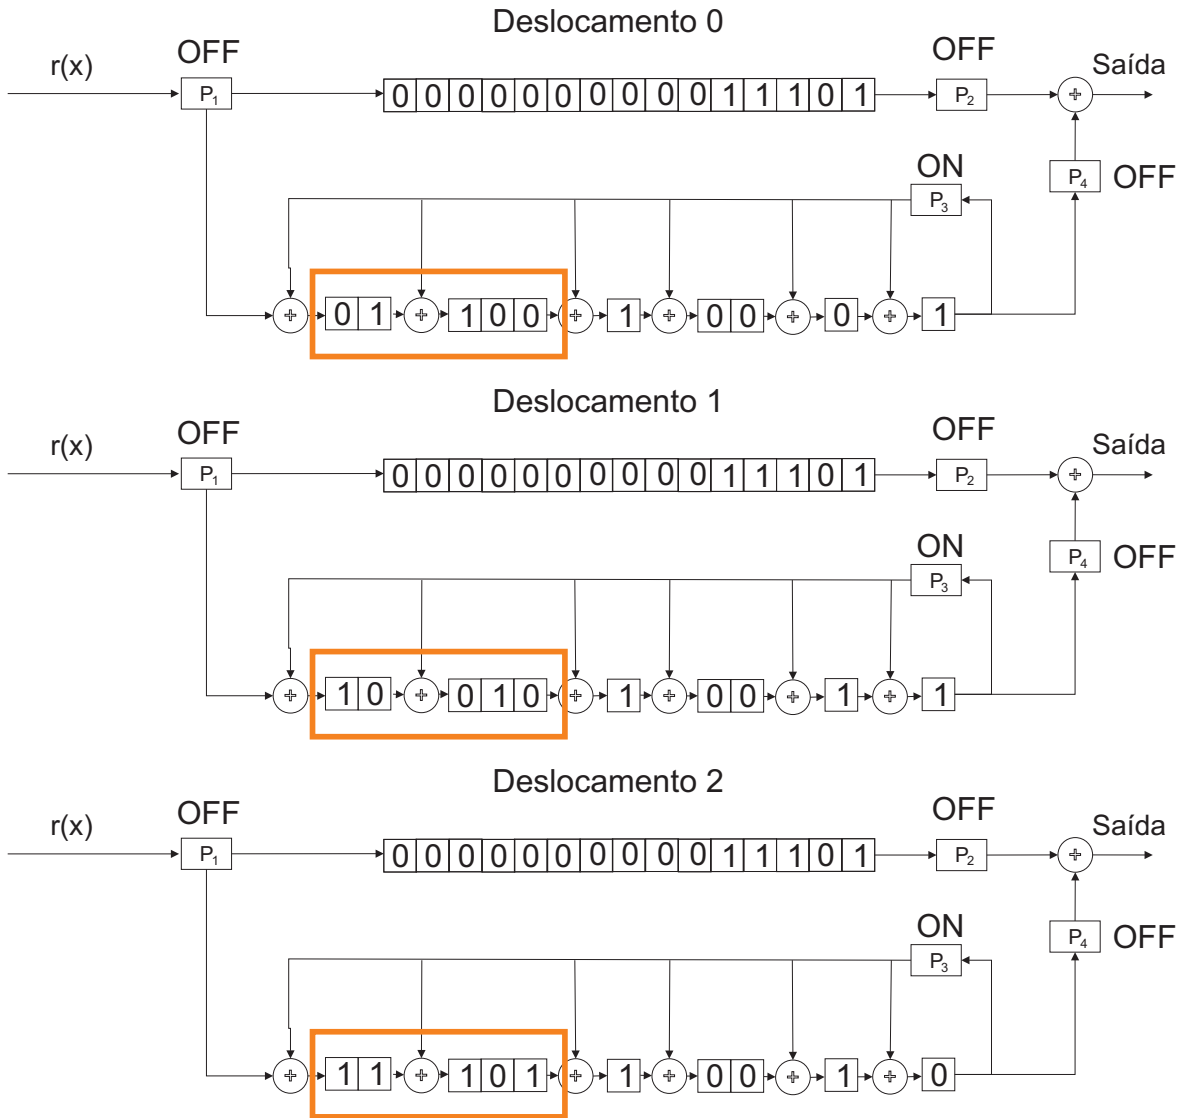 Deslocamento 0
OFF
OFF
r(x)
P1
0 0 0 0 0 0 0 0 0 0 1 1 1 0 1
P2
Saída
ON
P3
P4
OFF
0 1
1 0 0
1
0 0
0
1
Deslocamento 1
OFF
OFF
r(x)
P1
0 0 0 0 0 0 0 0 0 0 1 1 1 0 1
P2
Saída
ON
P3
P4
OFF
1 0
0 1 0
1
0 0
1
1
Deslocamento 2
OFF
OFF
r(x)
P1
0 0 0 0 0 0 0 0 0 0 1 1 1 0 1
P2
Saída
ON
P3
P4
OFF
1 1
1 0 1
1
0 0
1
0